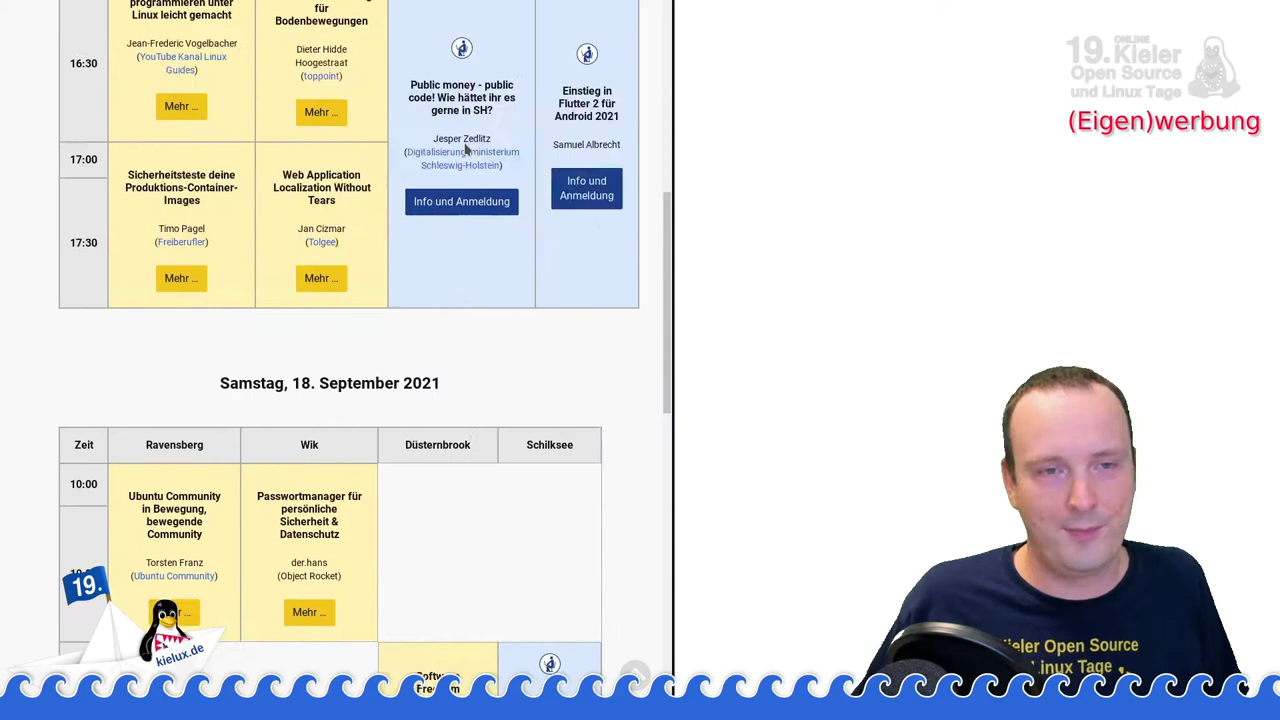 programmieren unter
Linux leicht gemacht
Jean-Frederic Vogelbacher
(YouTube Kanal Linux
Guides)
Mehr ...
für
Bodenbewegungen
Dieter Hidde
Hoogestraat
(toppoint)
Mehr ...
16:30
Public money - public
code! Wie hättet ihr es
gerne in SH?
Jesper Zedlitz
(Digitalisierungsministerium
Schleswig-Holstein)
Info und Anmeldung
Einstieg in
Flutter 2 für
Android 2021
Samuel Albrecht
Info und
Anmeldung
17:00
17:30
Sicherheitsteste deine
Produktions-Container-
Images
Timo Pagel
(Freiberufler)
Mehr ...
Web Application
Localization Without
Tears
Jan Cizmar
(Tolgee)
Mehr ...
Samstag, 18. September 2021
Zeit
Ravensberg
Wik
Düsternbrook
Schilksee
10:00
Ubuntu Community
in Bewegung,
bewegende
Community
Torsten Franz
(Ubuntu Community)
Passwortmanager für
persönliche
Sicherheit &
Datenschutz
der.hans
(Object Rocket)
Mehr ...
19.
kielux.de
ONLINE
19. Kieler
Open Source
und Linux Tage
(Eigen)werbung
Kieler Open Source
Linux Tage